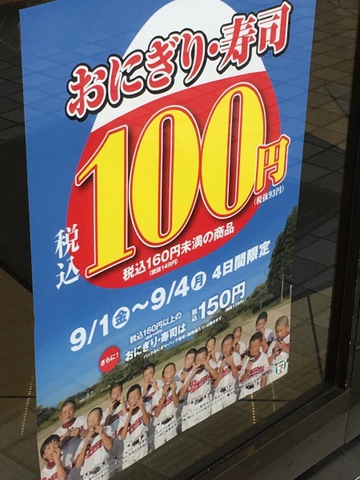 おにぎり・寿司
税込
100円
(税抜93円)
税込160円未満の商品
(税抜149円)
9/1金〜9/4月 4日間限定
さらに!
税込160円以上の
おにぎり・寿司は
税込150円